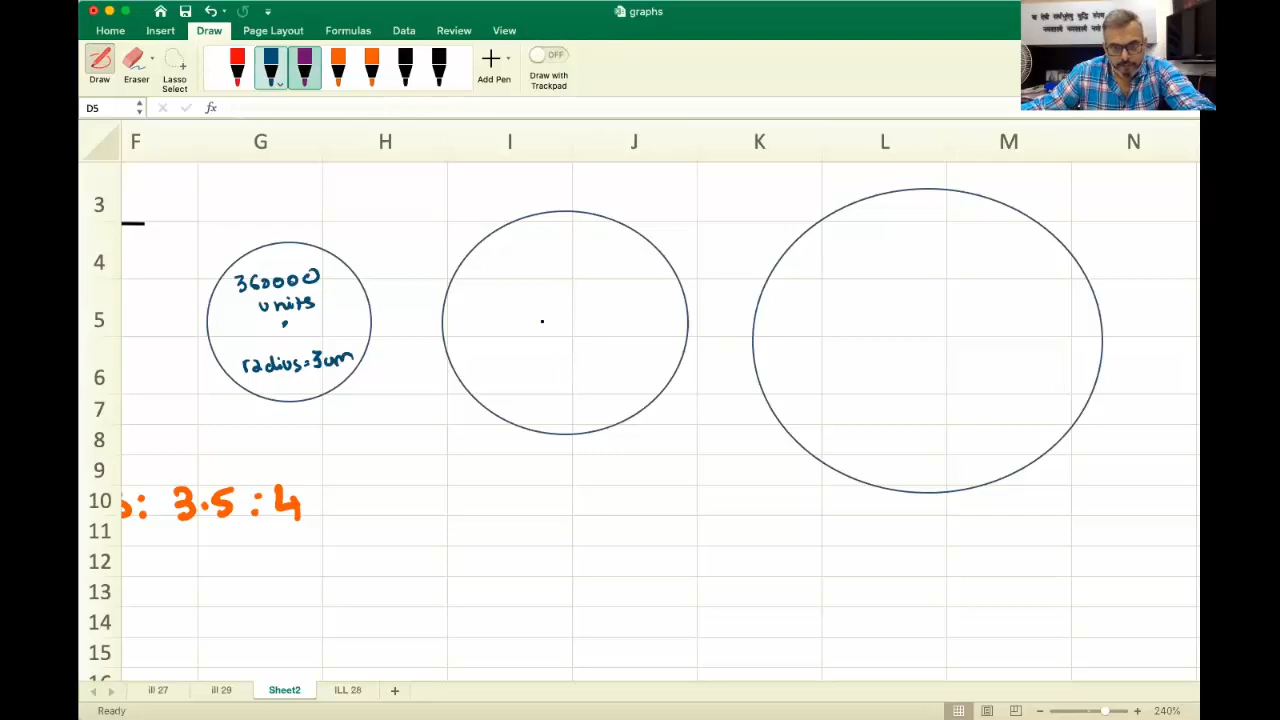 graphs
Home Insert Draw Page Layout Formulas Data Review View
OFF
Draw Eraser Lasso Select Add Pen Draw with Trackpad
D5 fx
F G H I J K L M N
3
4
360000
units
5
6
radius=3cm
7
8
9
10
: 3.5 : 4
11
12
13
14
15
ill 27 ill 29 Sheet2 ILL 28 +
Ready 240%